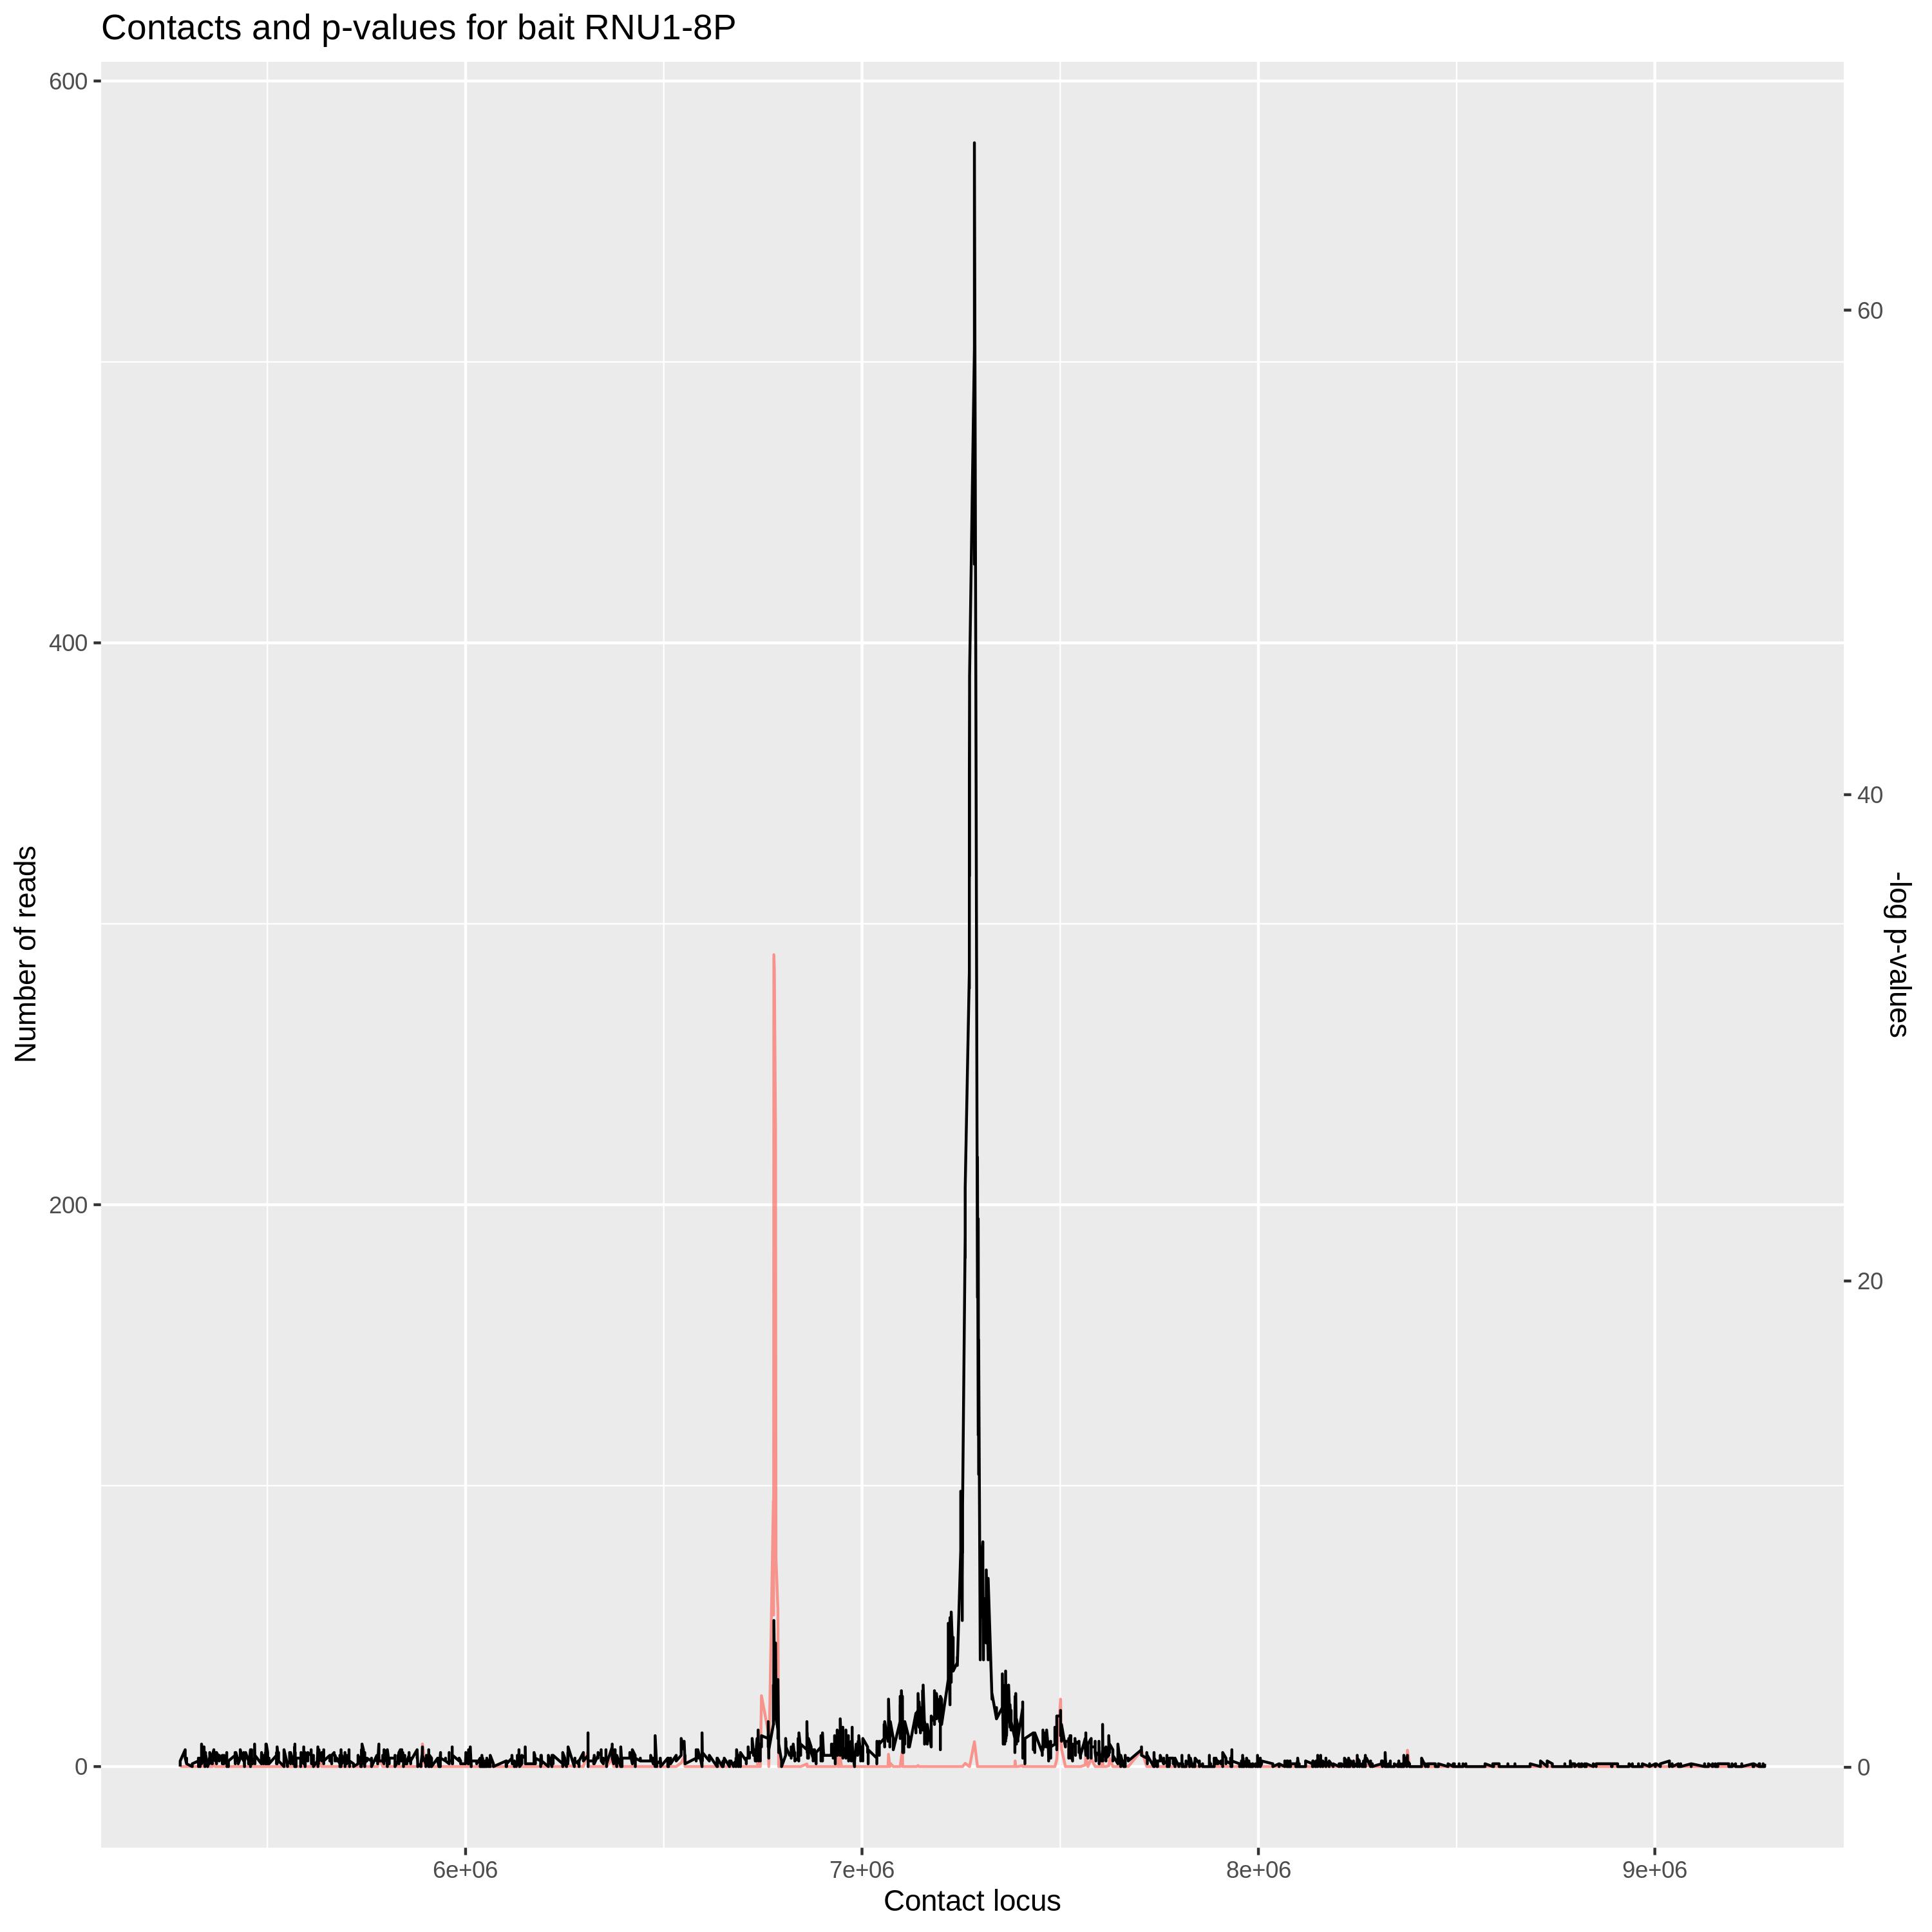 Contacts and p-values for bait RNU1-8P
600
400
200
0
Number of reads
60
40
20
0
-log p-values
6e+06
7e+06
8e+06
9e+06
Contact locus